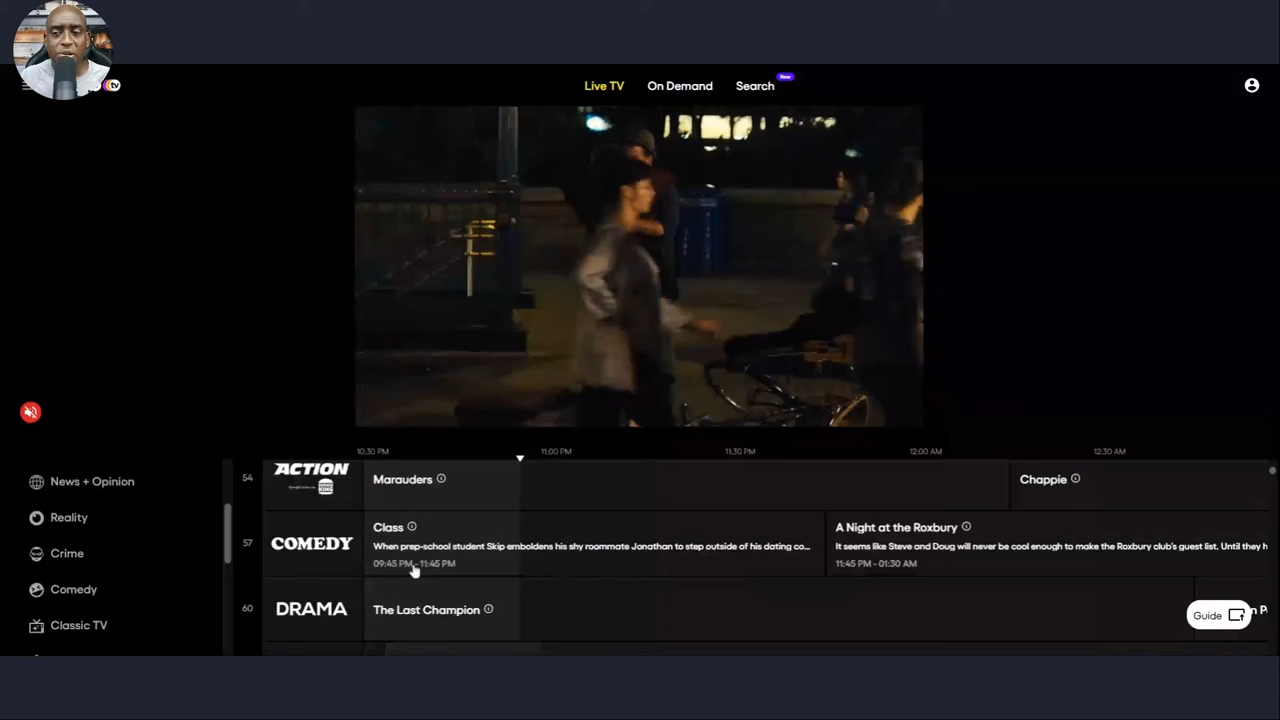 tv
Live TV
On Demand
Search
New
10:30 PM
11:00 PM
11:30 PM
12:00 AM
12:30 AM
News + Opinion
Reality
Crime
Comedy
Classic TV
54
ACTION
Marauders
Chappie
57
COMEDY
Class
When prep-school student Skip emboldens his shy roommate Jonathan to step outside of his dating co...
09:45 PM - 11:45 PM
A Night at the Roxbury
It seems like Steve and Doug will never be cool enough to make the Roxbury club's guest list. Until they h
11:45 PM - 01:30 AM
60
DRAMA
The Last Champion
Guide